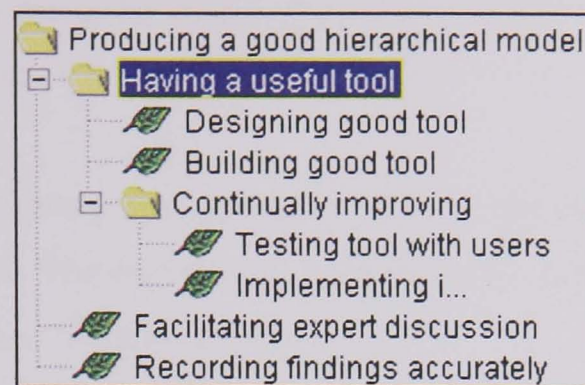 Producing a good hierarchical model
Having a useful tool
Designing good tool
Building good tool
Continually improving
Testing tool with users
Implementing i...
Facilitating expert discussion
Recording findings accurately